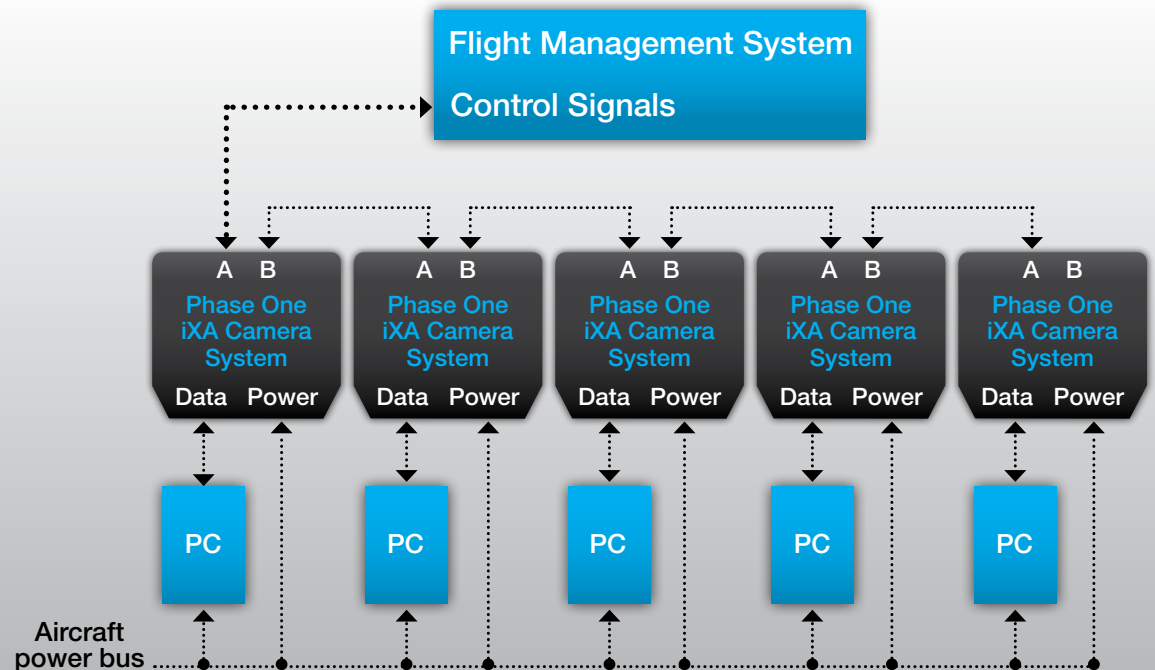 Flight Management System
Control Signals
A B
Phase One
iXA Camera
System
Data Power
A B
Phase One
iXA Camera
System
Data Power
A B
Phase One
iXA Camera
System
Data Power
A B
Phase One
iXA Camera
System
Data Power
A B
Phase One
iXA Camera
System
Data Power
PC
PC
PC
PC
PC
Aircraft
power bus